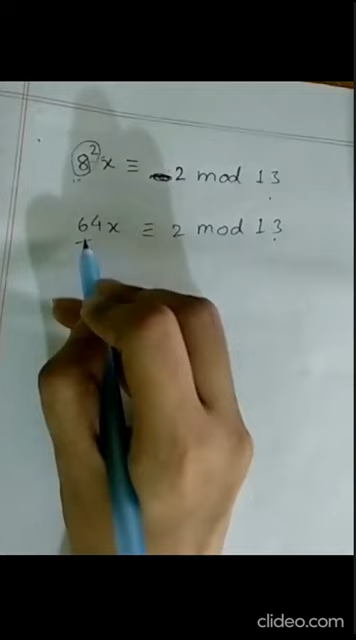 8²x ≡ 2 mod 13
64x ≡ 2 mod 13
clideo.com